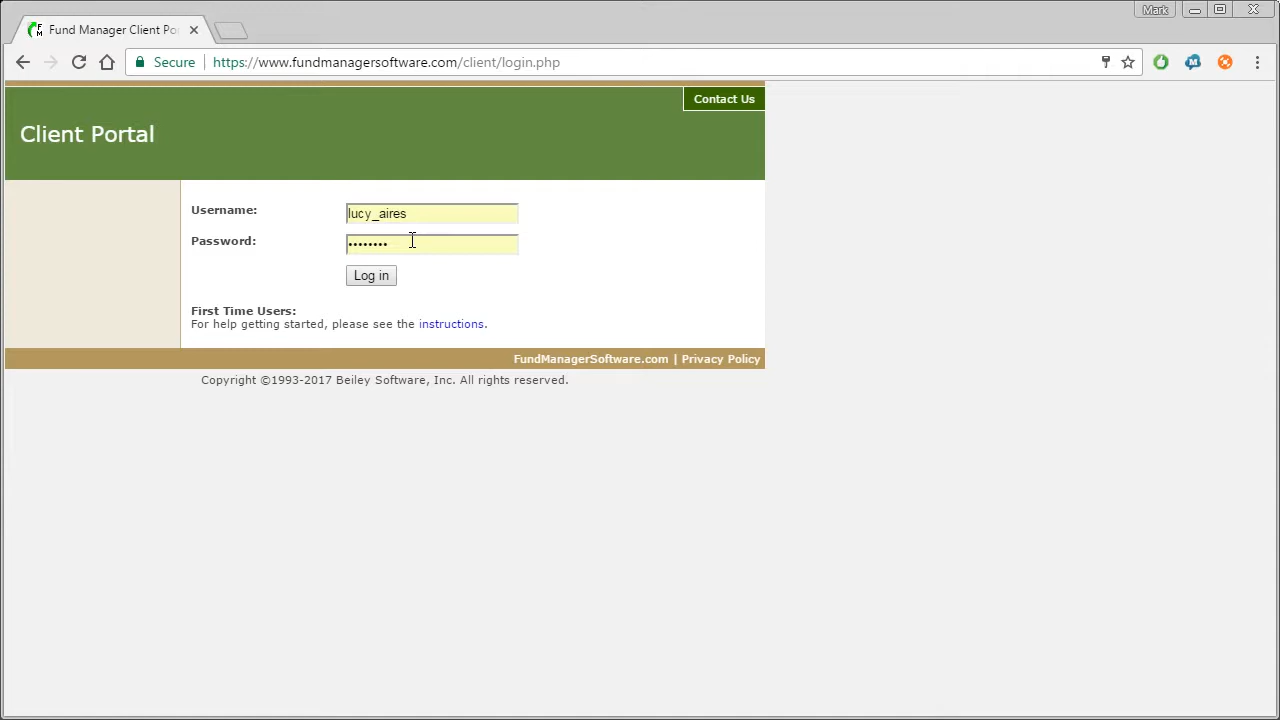 Mark
Fund Manager Client Po
Secure https://www.fundmanagersoftware.com/client/login.php
Contact Us
Client Portal
Username: lucy_aires
Password: ••••••••
Log in
First Time Users:
For help getting started, please see the instructions.
FundManagerSoftware.com | Privacy Policy
Copyright ©1993-2017 Beiley Software, Inc. All rights reserved.